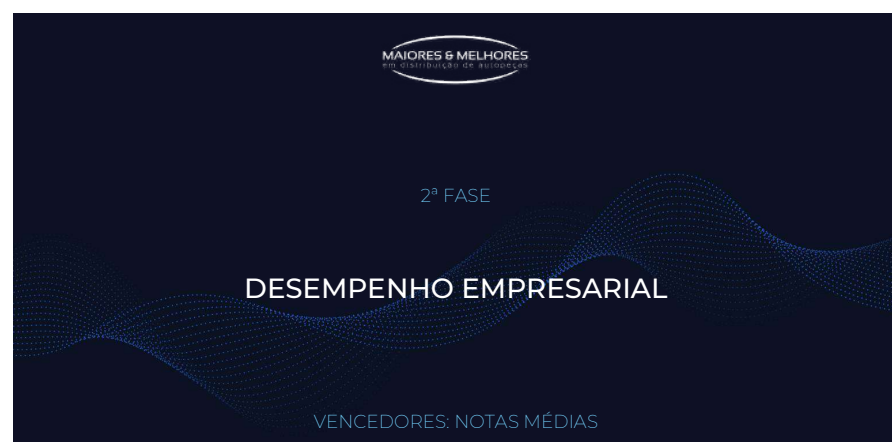 MAIORES & MELHORES
em distribuição de autopeças
2ª FASE
DESEMPENHO EMPRESARIAL
VENCEDORES: NOTAS MÉDIAS